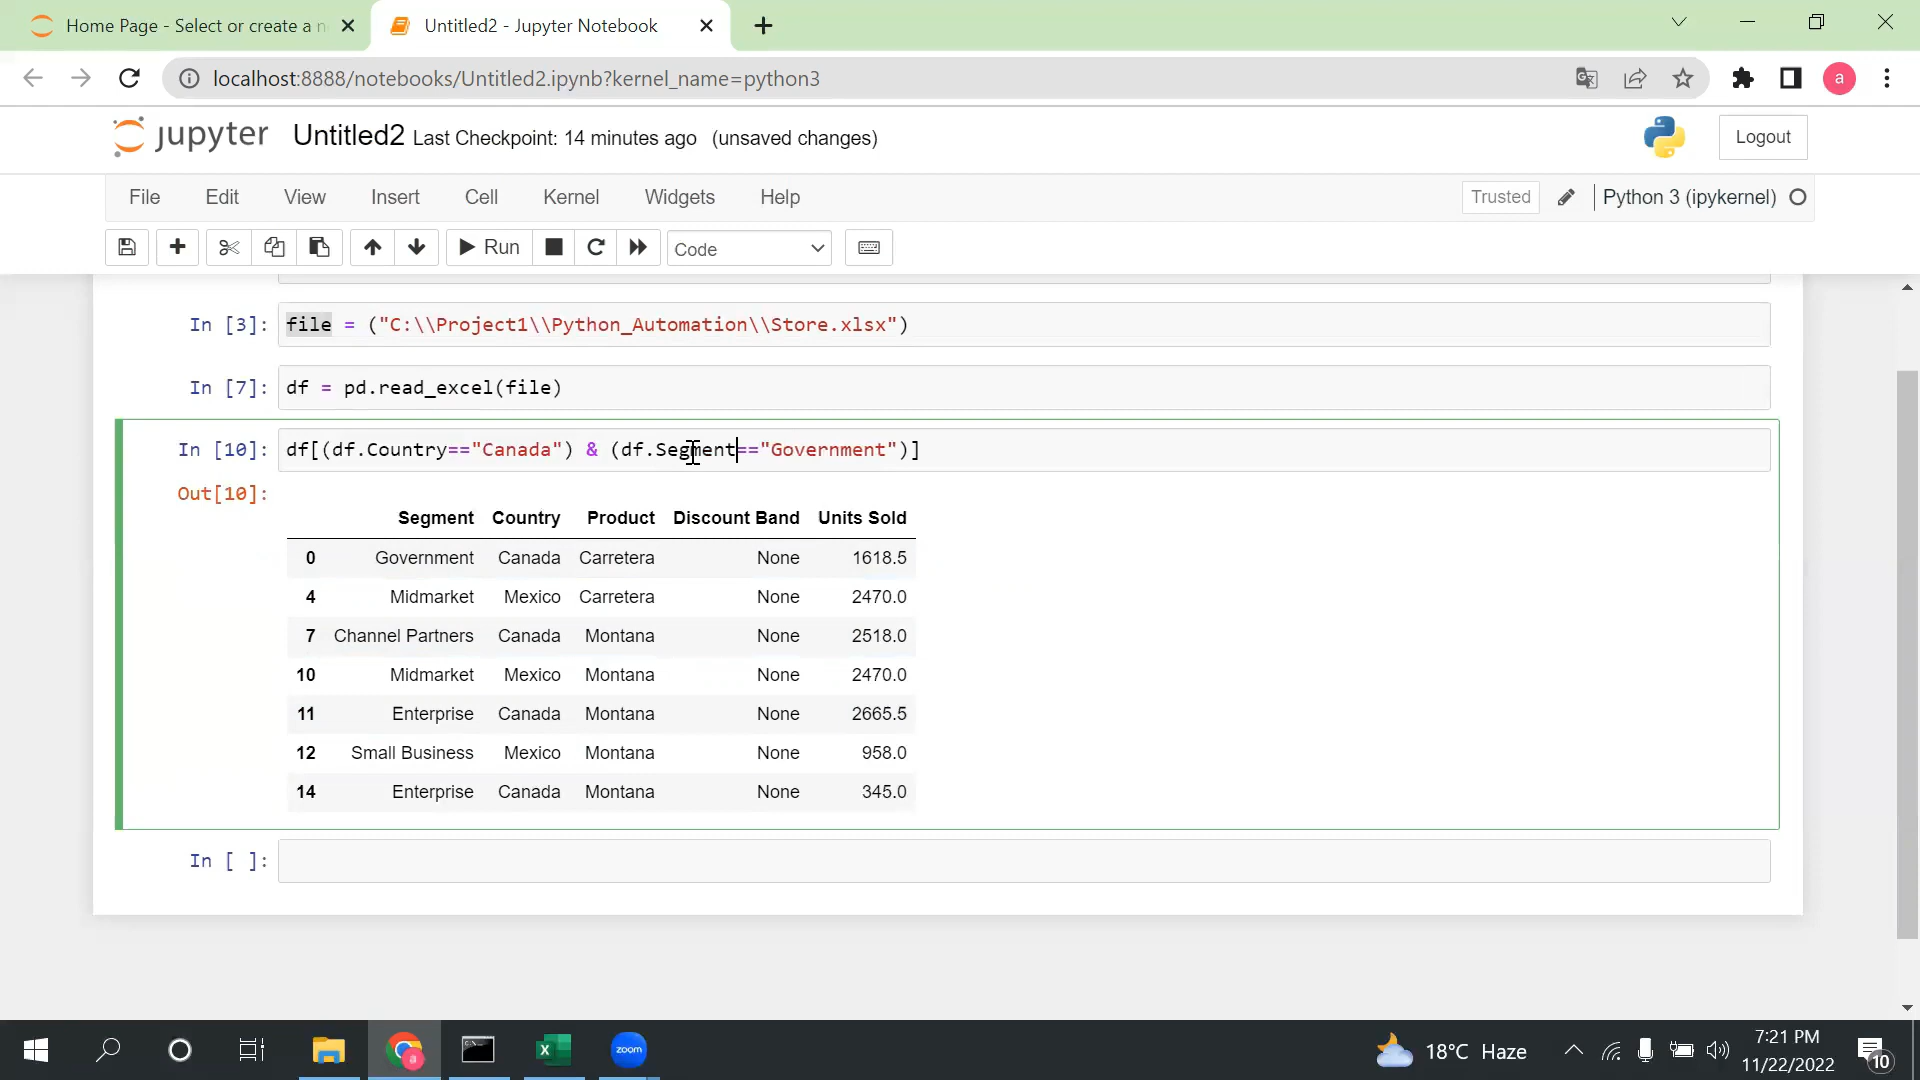 Home Page - Select or create a n
Untitled2 - Jupyter Notebook
localhost:8888/notebooks/Untitled2.ipynb?kernel_name=python3
a
jupyter Untitled2 Last Checkpoint: 14 minutes ago (unsaved changes)
Logout
File Edit View Insert Cell Kernel Widgets Help
Trusted Python 3 (ipykernel)
Run Code
In [3]: file = ("C:\\Project1\\Python_Automation\\Store.xlsx")
In [7]: df = pd.read_excel(file)
In [10]: df[(df.Country=="Canada") & (df.Segment=="Government")]
Out[10]:
Segment Country Product Discount Band Units Sold
0 Government Canada Carretera None 1618.5
4 Midmarket Mexico Carretera None 2470.0
7 Channel Partners Canada Montana None 2518.0
10 Midmarket Mexico Montana None 2470.0
11 Enterprise Canada Montana None 2665.5
12 Small Business Mexico Montana None 958.0
14 Enterprise Canada Montana None 345.0
In [ ]:
a
zoom
18°C Haze
7:21 PM
11/22/2022
10